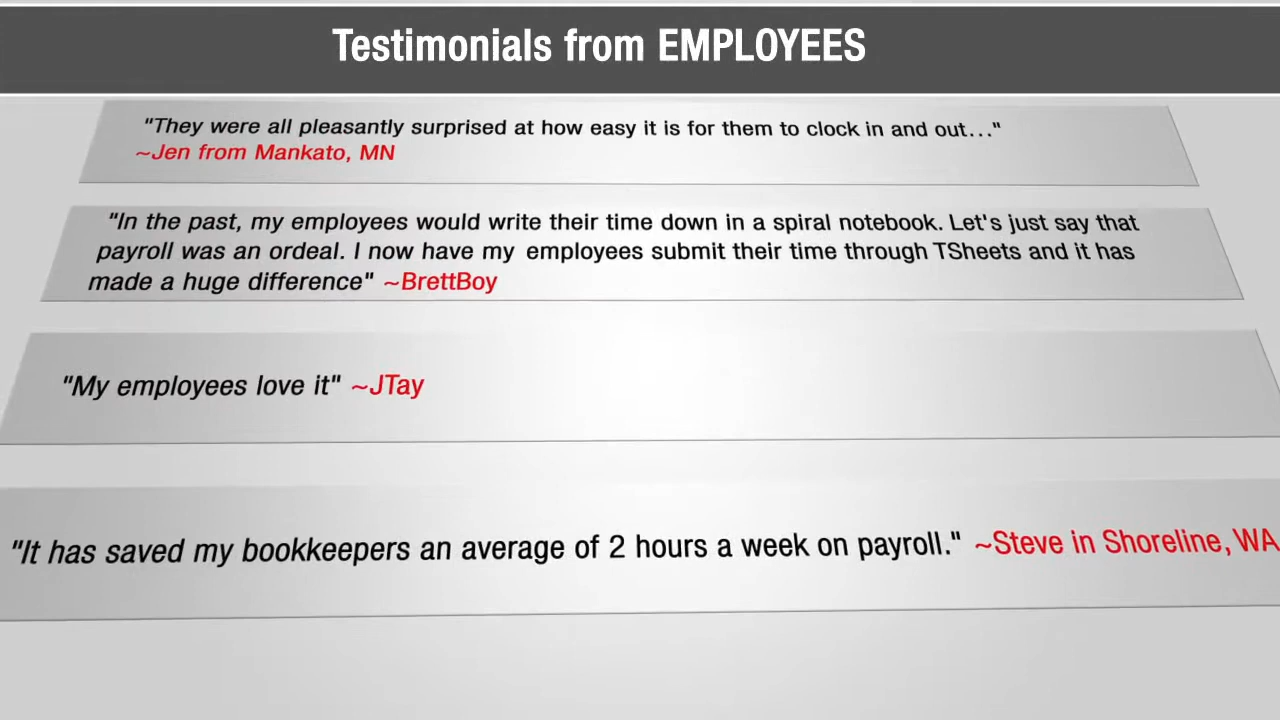 Testimonials from EMPLOYEES
"They were all pleasantly surprised at how easy it is for them to clock in and out..."
~Jen from Mankato, MN
"In the past, my employees would write their time down in a spiral notebook. Let's just say that
payroll was an ordeal. I now have my employees submit their time through TSheets and it has
made a huge difference" ~BrettBoy
"My employees love it" ~JTay
"It has saved my bookkeepers an average of 2 hours a week on payroll." ~Steve in Shoreline, WA